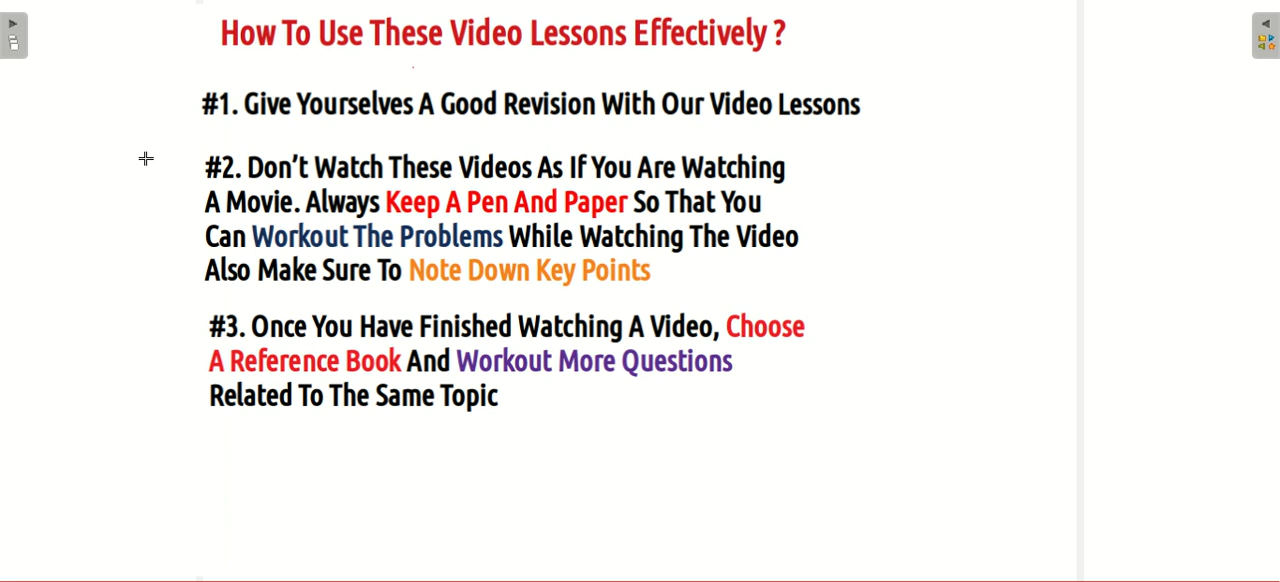 How To Use These Video Lessons Effectively ?
#1. Give Yourselves A Good Revision With Our Video Lessons
#2. Don't Watch These Videos As If You Are Watching
A Movie. Always Keep A Pen And Paper So That You
Can Workout The Problems While Watching The Video
Also Make Sure To Note Down Key Points
#3. Once You Have Finished Watching A Video, Choose
A Reference Book And Workout More Questions
Related To The Same Topic